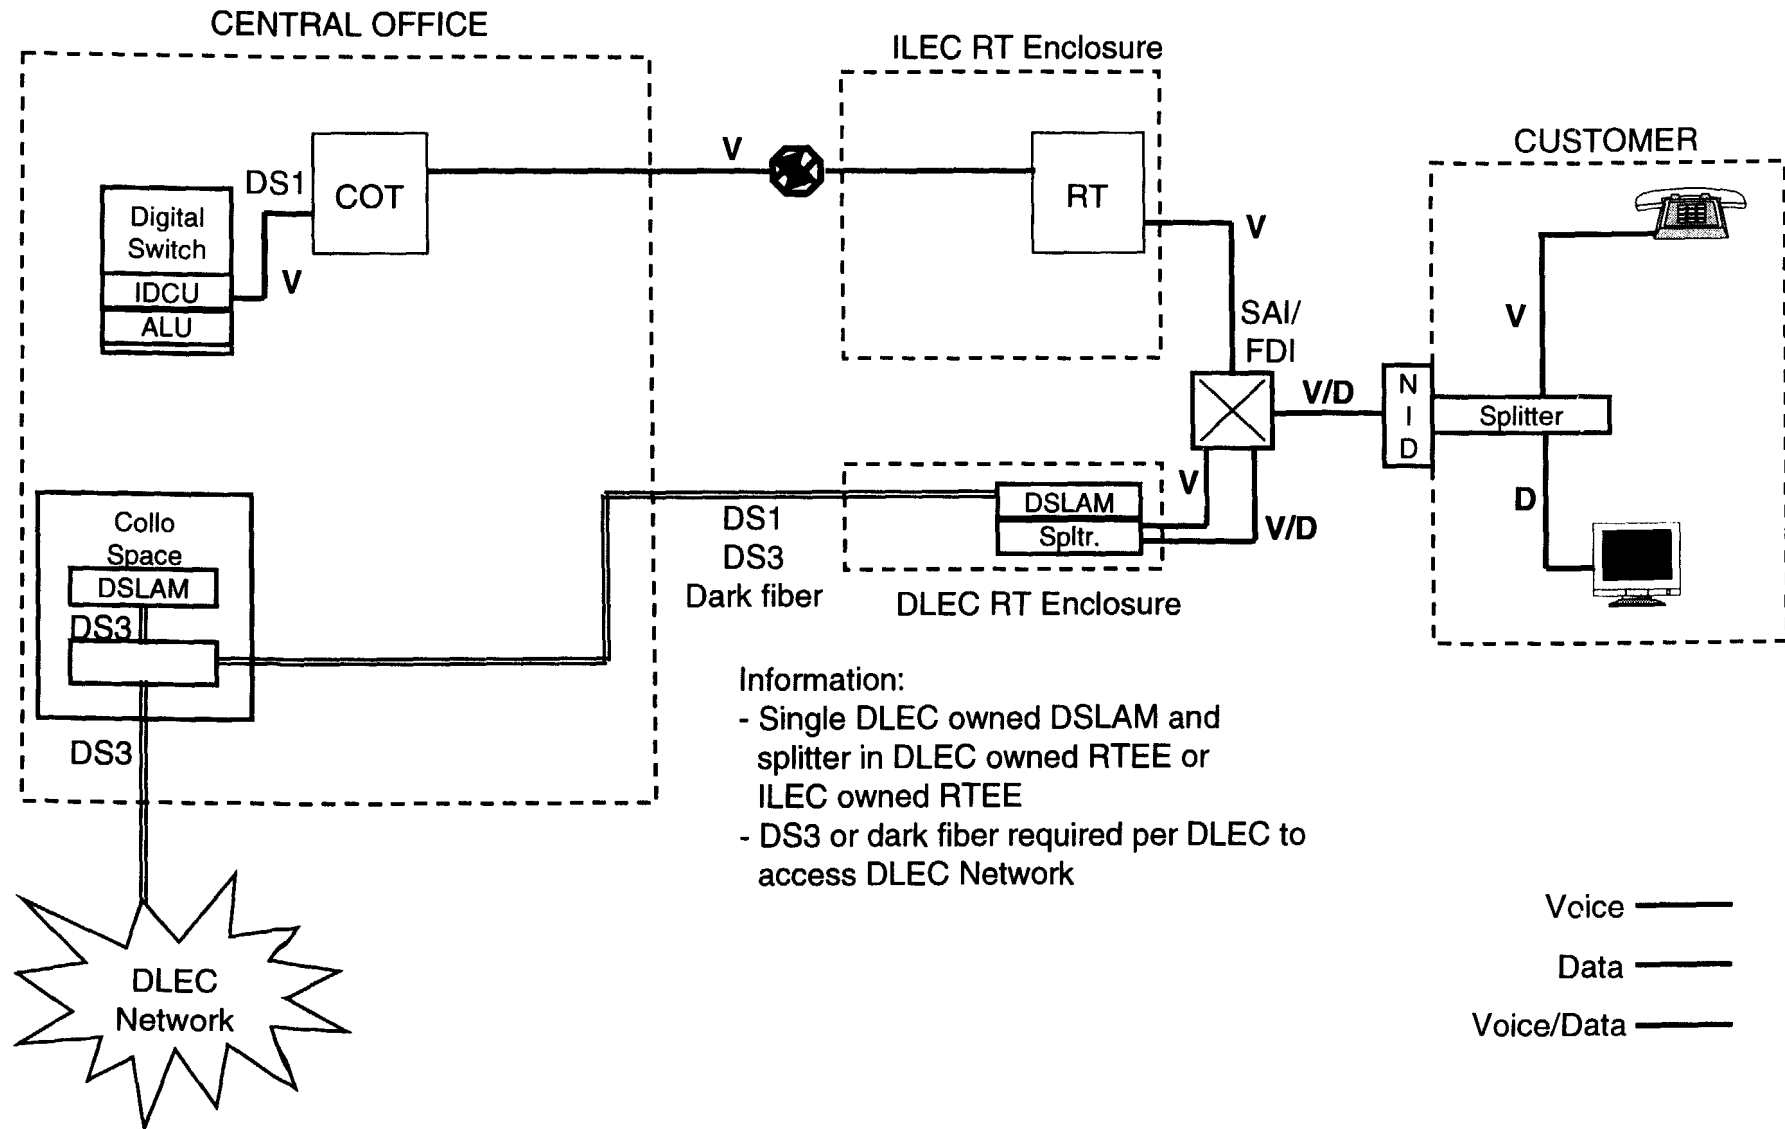 CENTRAL OFFICE
ILEC RT Enclosure
CUSTOMER
V
DS1
COT
RT
Digital
Switch
V
IDCU
ALU
V
SAI/
FDI
V
V/D
N
I
D
Splitter
V
DSLAM
Spltr.
V/D
D
DS1
DS3
Dark fiber
DLEC RT Enclosure
Collo
Space
DSLAM
DS3
DS3
Information:
- Single DLEC owned DSLAM and
splitter in DLEC owned RTEE or
ILEC owned RTEE
- DS3 or dark fiber required per DLEC to
access DLEC Network
DLEC
Network
Voice
Data
Voice/Data